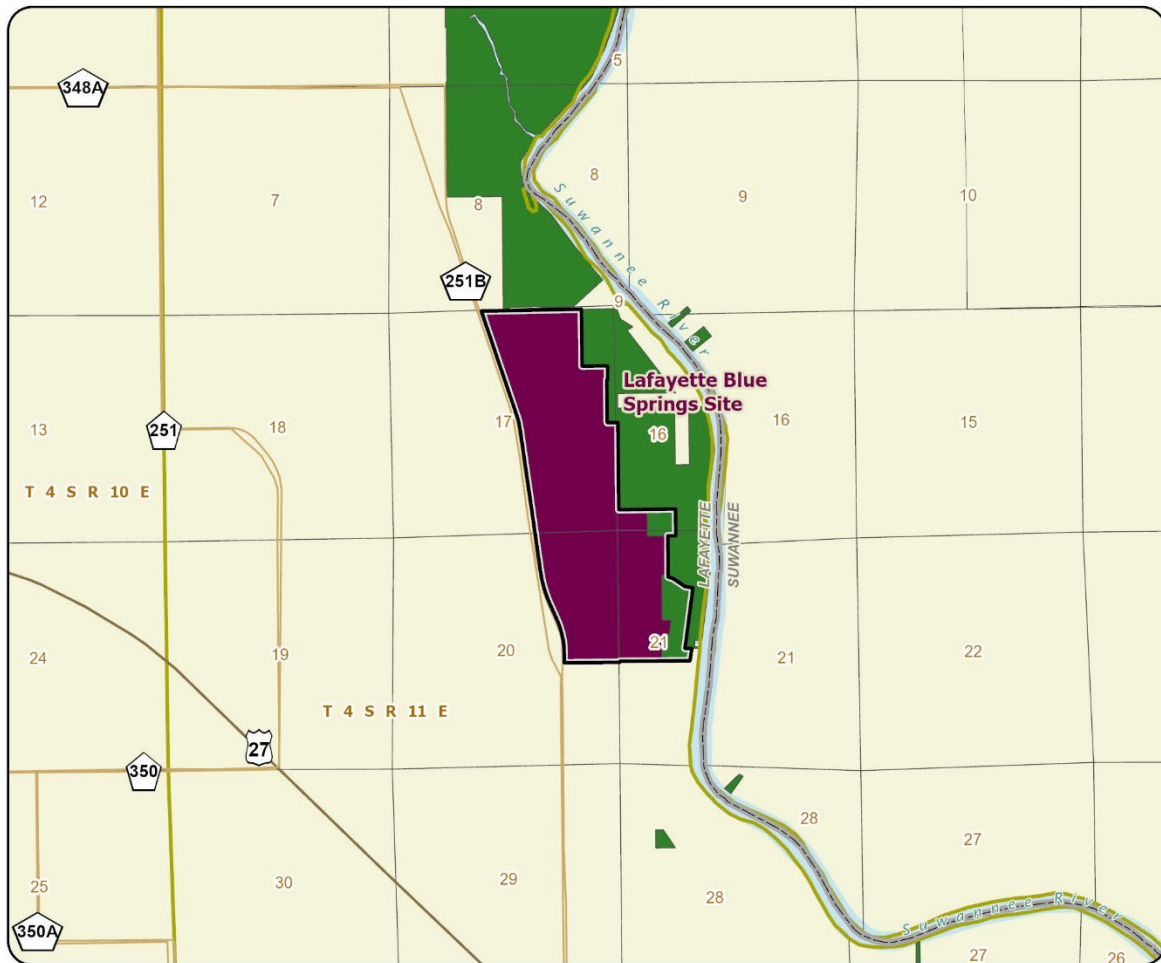 5
348A
12
7
8
8
9
10
Suwannee River
251B
9
Lafayette Blue
Springs Site
13
251
18
17
16
16
15
T 4 S R 10 E
LAFAYETTE
SUWANNEE
24
19
20
21
21
22
T 4 S R 11 E
27
350
28
27
25
30
29
28
350A
Suwannee River
27
26